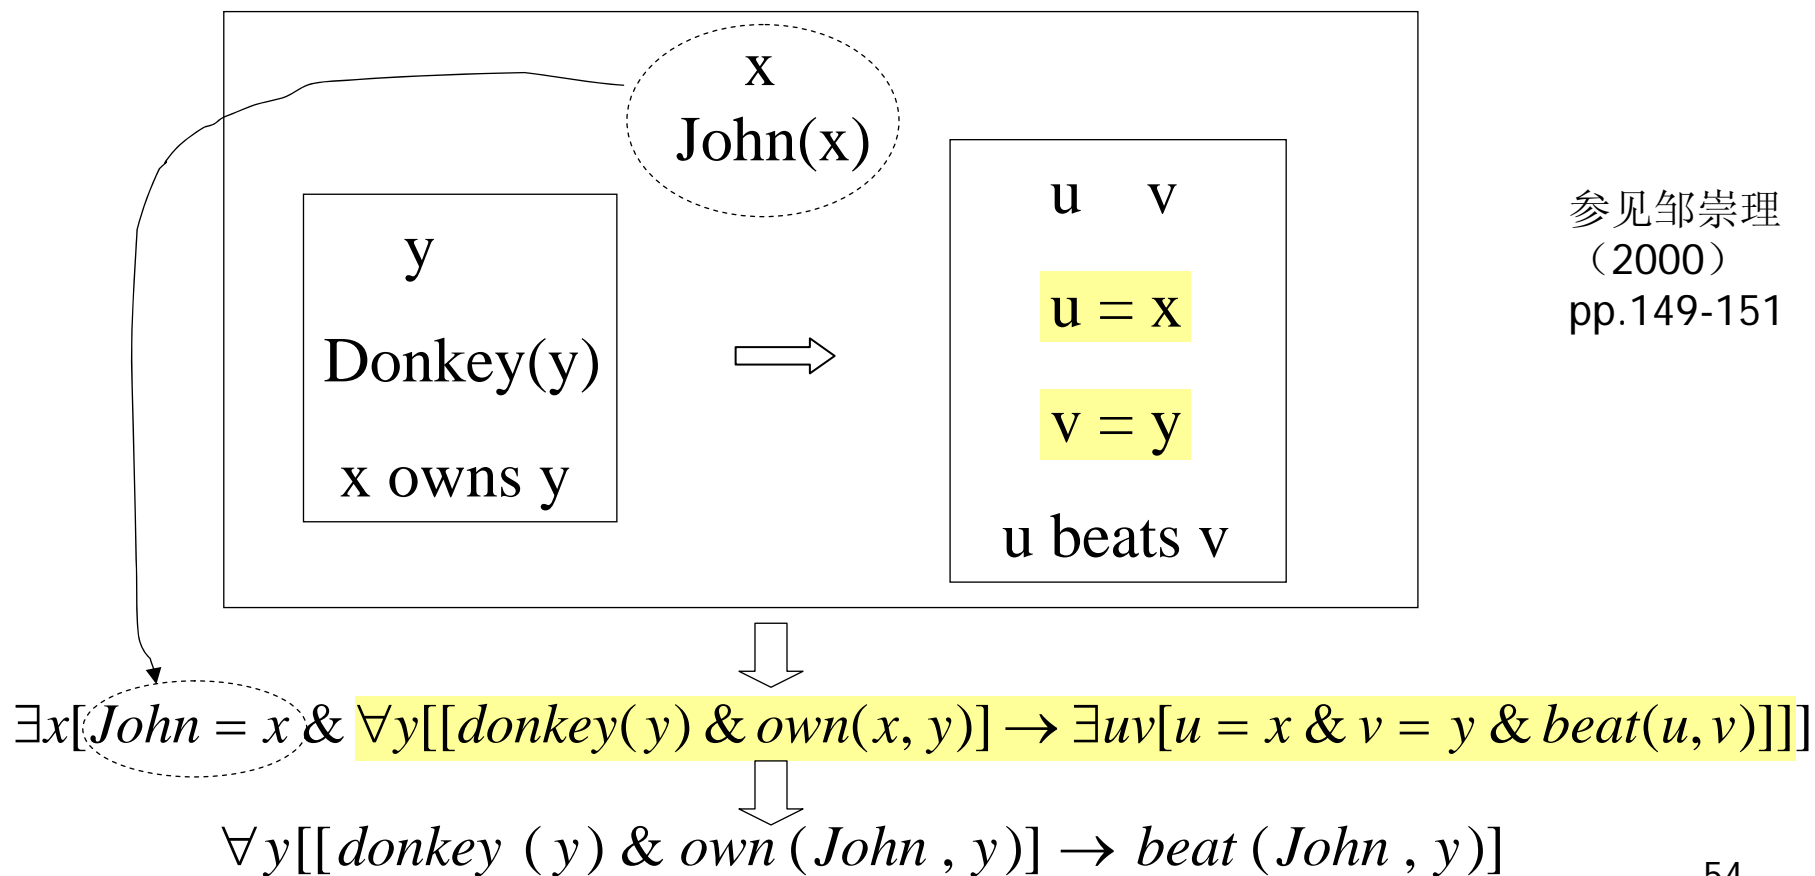 x
John(x)
y
Donkey(y)
x owns y
u v
u = x
v = y
u beats v
参见邹崇理
（2000）
pp.149-151
∃x[John = x & ∀y[[donkey(y) & own(x, y)] → ∃uv[u = x & v = y & beat(u, v)]]]
∀y[[donkey (y) & own (John , y)] → beat (John , y)]
54